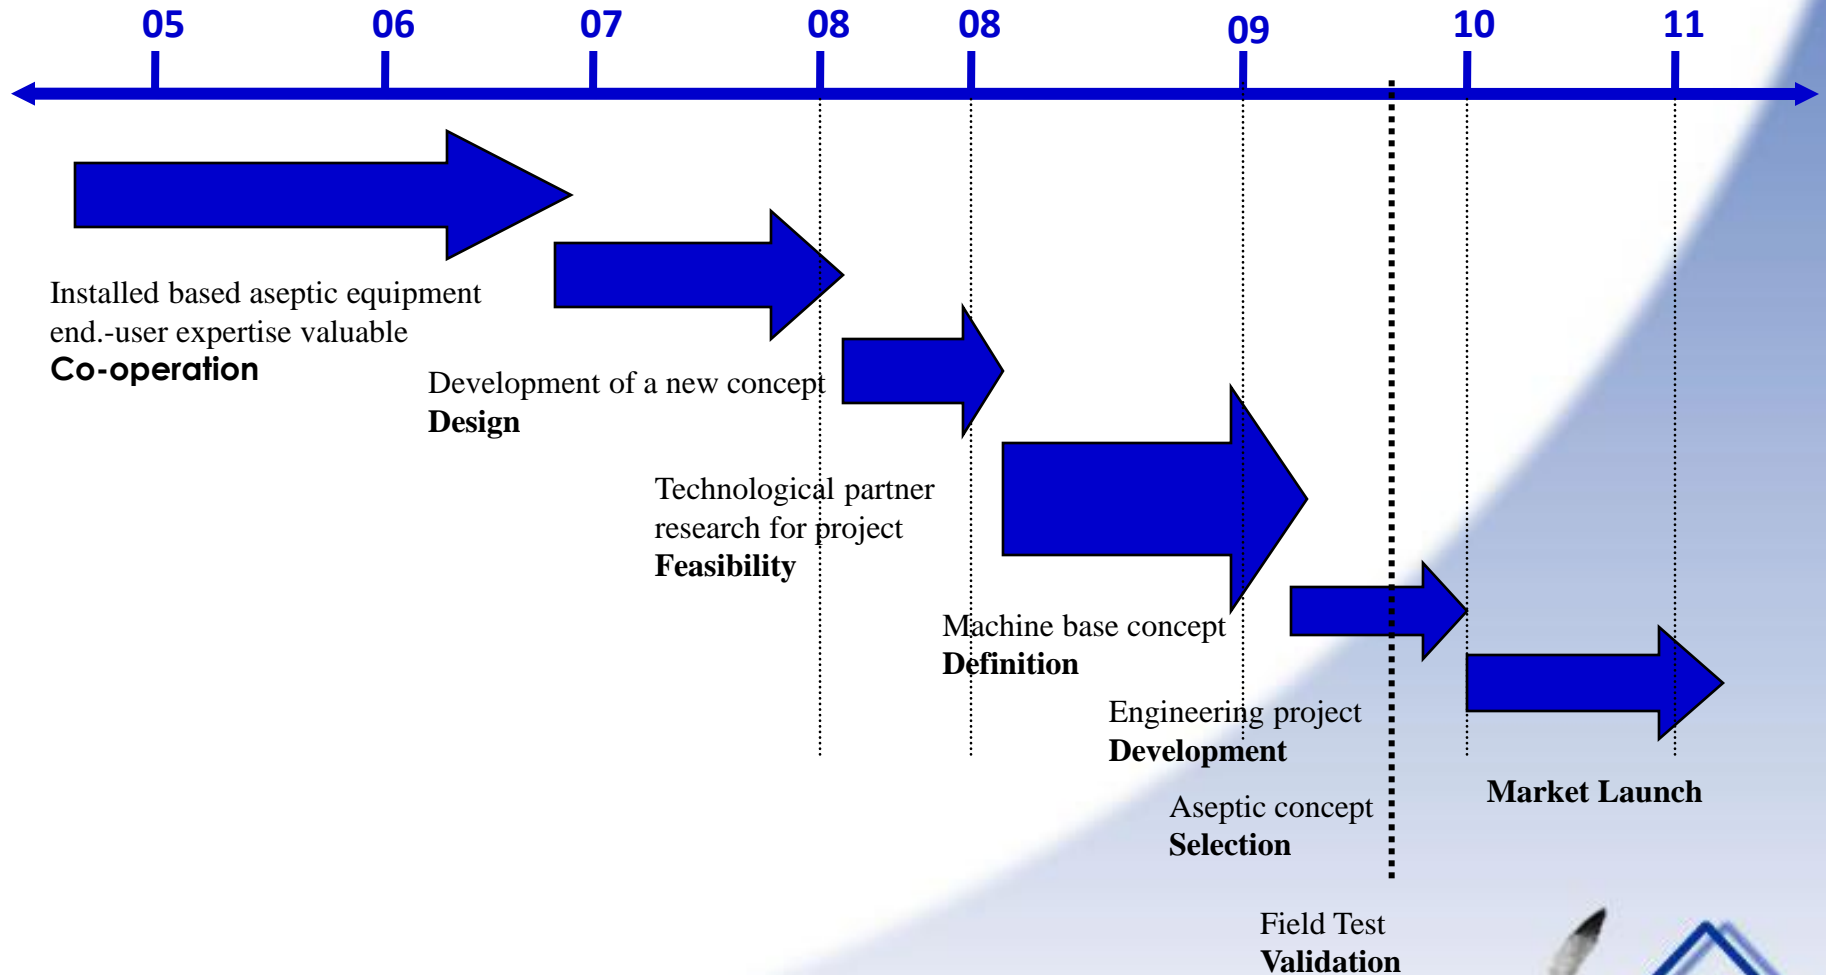 05 06 07 08 08 09 10 11
Installed based aseptic equipment
end.-user expertise valuable
Co-operation
Development of a new concept
Design
Technological partner
research for project
Feasibility
Machine base concept
Definition
Engineering project
Development
Market Launch
Aseptic concept
Selection
Field Test
Validation